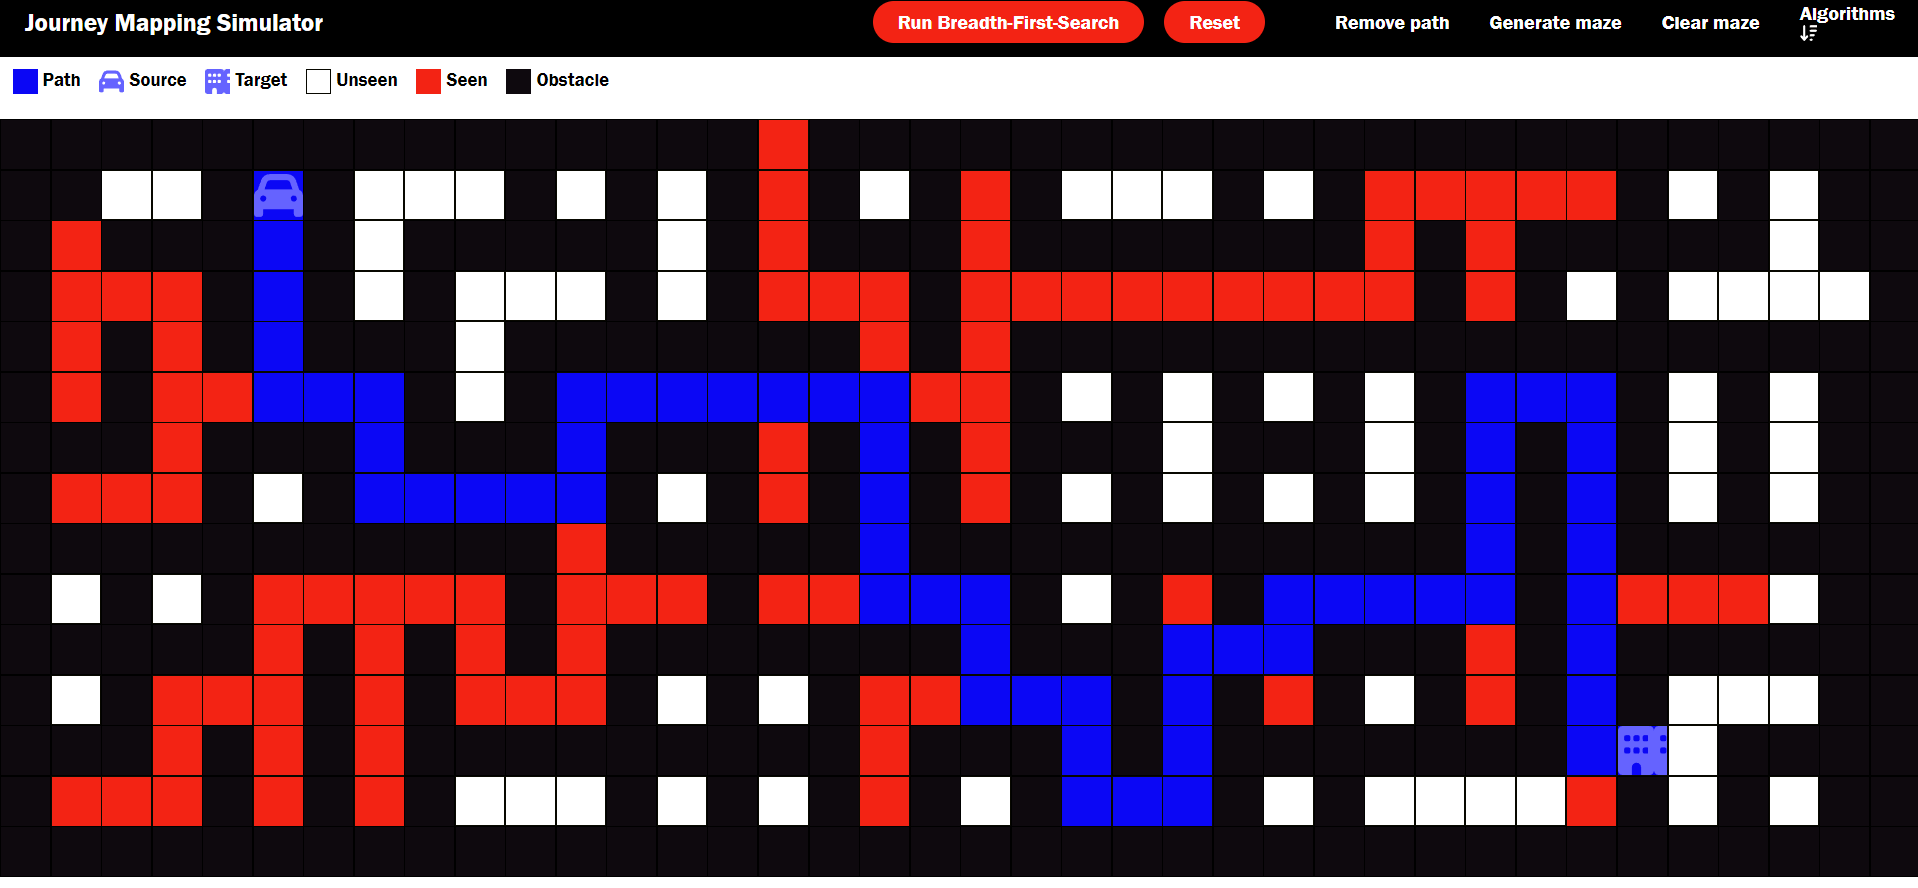 Journey Mapping Simulator
Run Breadth-First-Search
Reset
Remove path
Generate maze
Clear maze
Algorithms
Path
Source
Target
Unseen
Seen
Obstacle